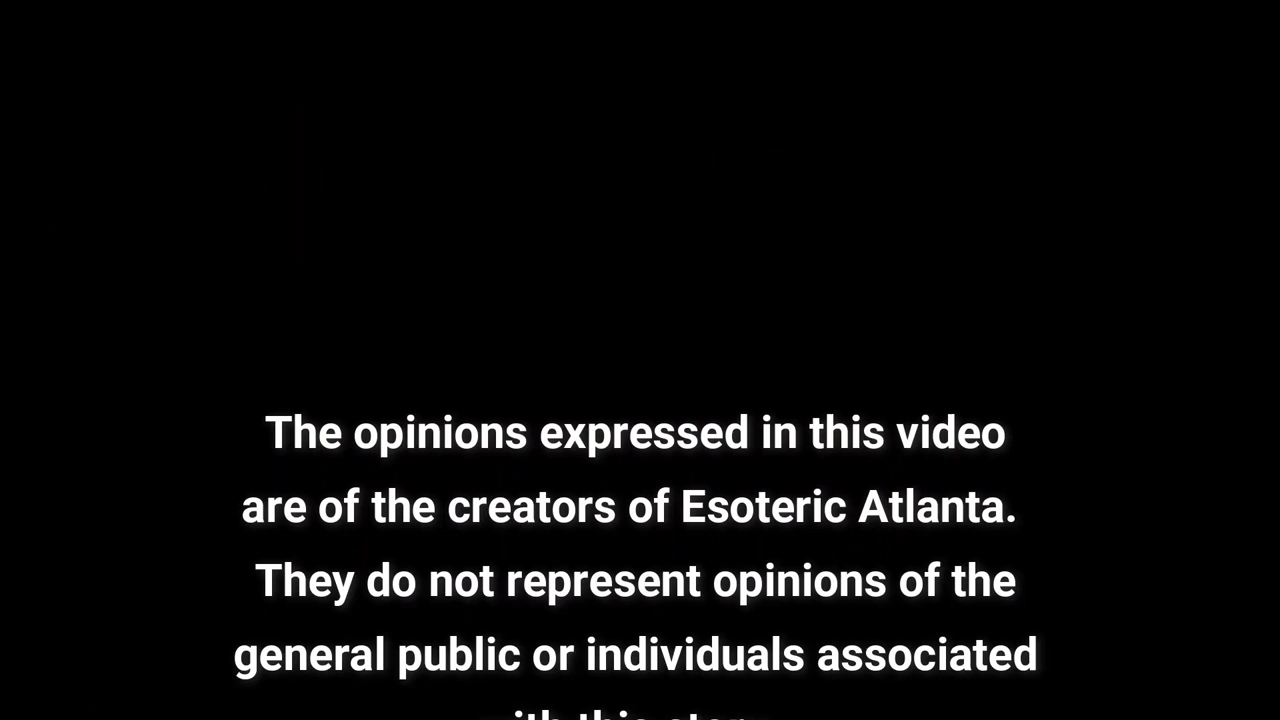 The opinions expressed in this video
are of the creators of Esoteric Atlanta.
They do not represent opinions of the
general public or individuals associated